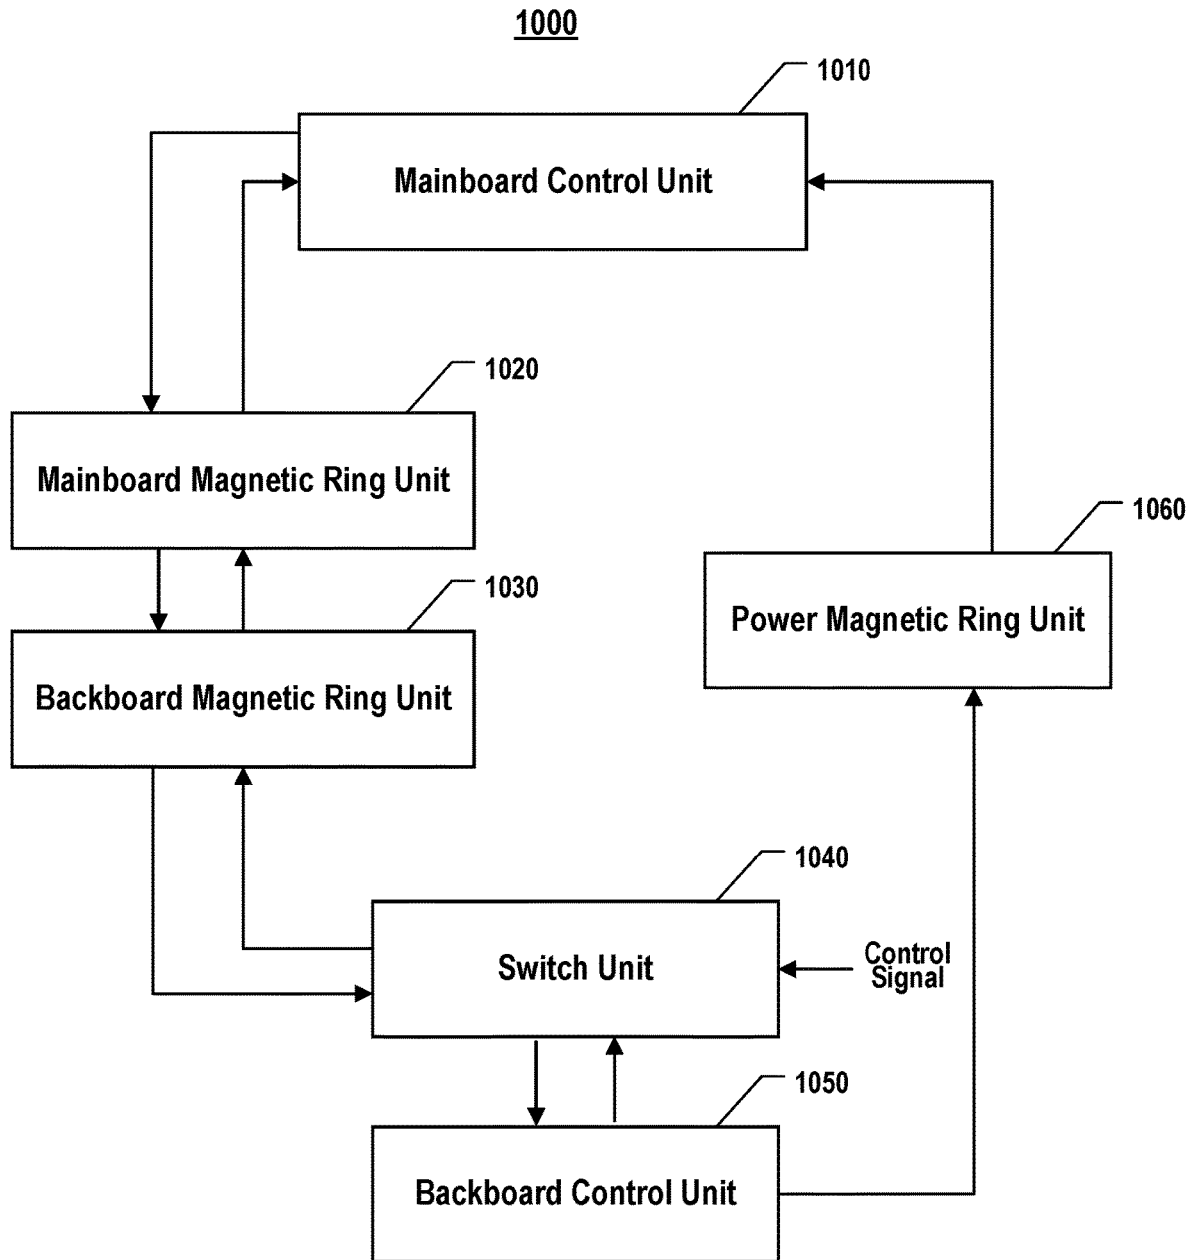 1000
1010
Mainboard Control Unit
1020
Mainboard Magnetic Ring Unit
1060
Power Magnetic Ring Unit
1030
Backboard Magnetic Ring Unit
1040
Switch Unit
Control
Signal
1050
Backboard Control Unit